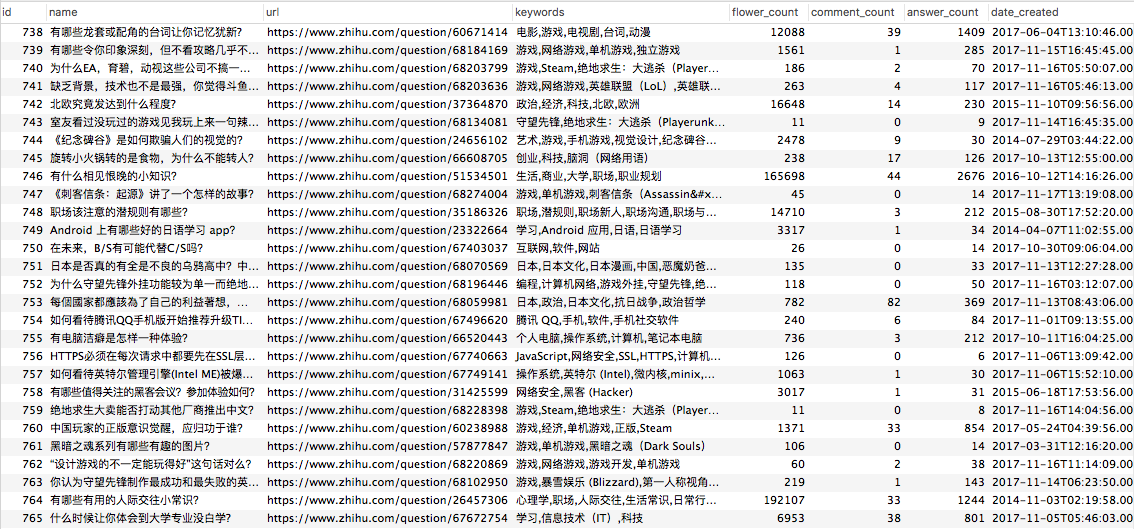 id name url keywords flower_count comment_count answer_count date_created
738 有哪些龙套或配角的台词让你记忆犹新? https://www.zhihu.com/question/60671414 电影,游戏,电视剧,台词,动漫 12088 39 1409 2017-06-04T13:10:46.00
739 有哪些令你印象深刻，但不看攻略几乎不... https://www.zhihu.com/question/68184169 游戏,网络游戏,单机游戏,独立游戏 1561 1 285 2017-11-15T16:45:45.00
740 为什么EA，育碧，动视这些公司不搞一... https://www.zhihu.com/question/68203799 游戏,Steam,绝地求生：大逃杀（Player... 186 2 70 2017-11-16T05:50:07.00
741 缺乏背景，技术也不是最强，你觉得斗鱼... https://www.zhihu.com/question/68203636 游戏,网络游戏,英雄联盟（LoL）,英雄联... 263 4 117 2017-11-16T05:46:13.00
742 北欧究竟发达到什么程度? https://www.zhihu.com/question/37364870 政治,经济,科技,北欧,欧洲 16648 14 230 2015-11-10T09:56:56.00
743 室友看过没玩过的游戏见我玩上来一句辣... https://www.zhihu.com/question/68134081 守望先锋,绝地求生：大逃杀（Playerunk... 11 0 9 2017-11-14T16:45:35.00
744 《纪念碑谷》是如何欺骗人们的视觉的? https://www.zhihu.com/question/24656102 艺术,游戏,手机游戏,视觉设计,纪念碑谷... 2478 9 30 2014-07-29T03:44:22.00
745 旋转小火锅转的是食物，为什么不能转人? https://www.zhihu.com/question/66608705 创业,科技,脑洞（网络用语） 238 17 126 2017-10-13T12:55:00.00
746 有什么相见恨晚的小知识? https://www.zhihu.com/question/51534501 生活,商业,大学,职场,职业规划 165698 44 2676 2016-10-12T14:16:26.00
747 《刺客信条：起源》讲了一个怎样的故事? https://www.zhihu.com/question/68274004 游戏,单机游戏,刺客信条（Assassin&#x... 45 0 14 2017-11-17T13:19:08.00
748 职场该注意的潜规则有哪些? https://www.zhihu.com/question/35186326 职场,潜规则,职场新人,职场沟通,职场与... 14710 3 212 2015-08-30T17:52:20.00
749 Android 上有哪些好的日语学习 app? https://www.zhihu.com/question/23322664 学习,Android 应用,日语,日语学习 3317 1 34 2014-04-07T11:02:55.00
750 在未来，B/S有可能代替C/S吗? https://www.zhihu.com/question/67403037 互联网,软件,网站 26 0 14 2017-10-30T09:06:04.00
751 日本是否真的有全是不良的乌鸦高中？中... https://www.zhihu.com/question/68070569 日本,日本文化,日本漫画,中国,恶魔奶爸... 135 0 33 2017-11-13T12:27:28.00
752 为什么守望先锋外挂功能较为单一而绝地... https://www.zhihu.com/question/68196446 编程,计算机网络,游戏外挂,守望先锋,绝... 118 0 50 2017-11-16T03:12:07.00
753 每個國家都應該為了自己的利益著想，... https://www.zhihu.com/question/68059981 日本,政治,日本文化,抗日战争,政治哲学 782 82 369 2017-11-13T08:43:06.00
754 如何看待腾讯QQ手机版开始推荐升级TI... https://www.zhihu.com/question/67496620 腾讯 QQ,手机,软件,手机社交软件 240 6 84 2017-11-01T09:13:55.00
755 有电脑洁癖是怎样一种体验? https://www.zhihu.com/question/66520443 个人电脑,操作系统,计算机,笔记本电脑 736 3 212 2017-10-11T16:04:25.00
756 HTTPS必须在每次请求中都要先在SSL层... https://www.zhihu.com/question/67740663 JavaScript,网络安全,SSL,HTTPS,计算机... 126 0 6 2017-11-06T13:09:42.00
757 如何看待英特尔管理引擎(Intel ME)被爆... https://www.zhihu.com/question/67749141 操作系统,英特尔 (Intel),微内核,minix,... 1063 1 30 2017-11-06T15:52:10.00
758 有哪些值得关注的黑客会议？参加体验如何? https://www.zhihu.com/question/31425599 网络安全,黑客 (Hacker) 3017 1 31 2015-06-18T17:53:56.00
759 绝地求生大卖能否打动其他厂商推出中文? https://www.zhihu.com/question/68228398 游戏,Steam,绝地求生：大逃杀（Player... 11 0 8 2017-11-16T14:04:56.00
760 中国玩家的正版意识觉醒，应归功于谁? https://www.zhihu.com/question/60238988 游戏,经济,单机游戏,正版,Steam 1371 33 854 2017-05-24T04:39:56.00
761 黑暗之魂系列有哪些有趣的图片? https://www.zhihu.com/question/57877847 游戏,单机游戏,黑暗之魂（Dark Souls） 106 0 14 2017-03-31T12:16:20.00
762 “设计游戏的不一定能玩得好”这句话对么? https://www.zhihu.com/question/68220869 游戏,网络游戏,游戏开发,单机游戏 60 2 38 2017-11-16T11:14:09.00
763 你认为守望先锋制作最成功和最失败的英... https://www.zhihu.com/question/68102950 游戏,暴雪娱乐 (Blizzard),第一人称视角... 219 1 143 2017-11-14T06:23:50.00
764 有哪些有用的人际交往小常识? https://www.zhihu.com/question/26457306 心理学,职场,人际交往,生活常识,日常行... 192107 33 1244 2014-11-03T02:19:58.00
765 什么时候让你体会到大学专业没白学? https://www.zhihu.com/question/67672754 学习,信息技术（IT）,科技 6953 38 801 2017-11-05T05:46:03.00